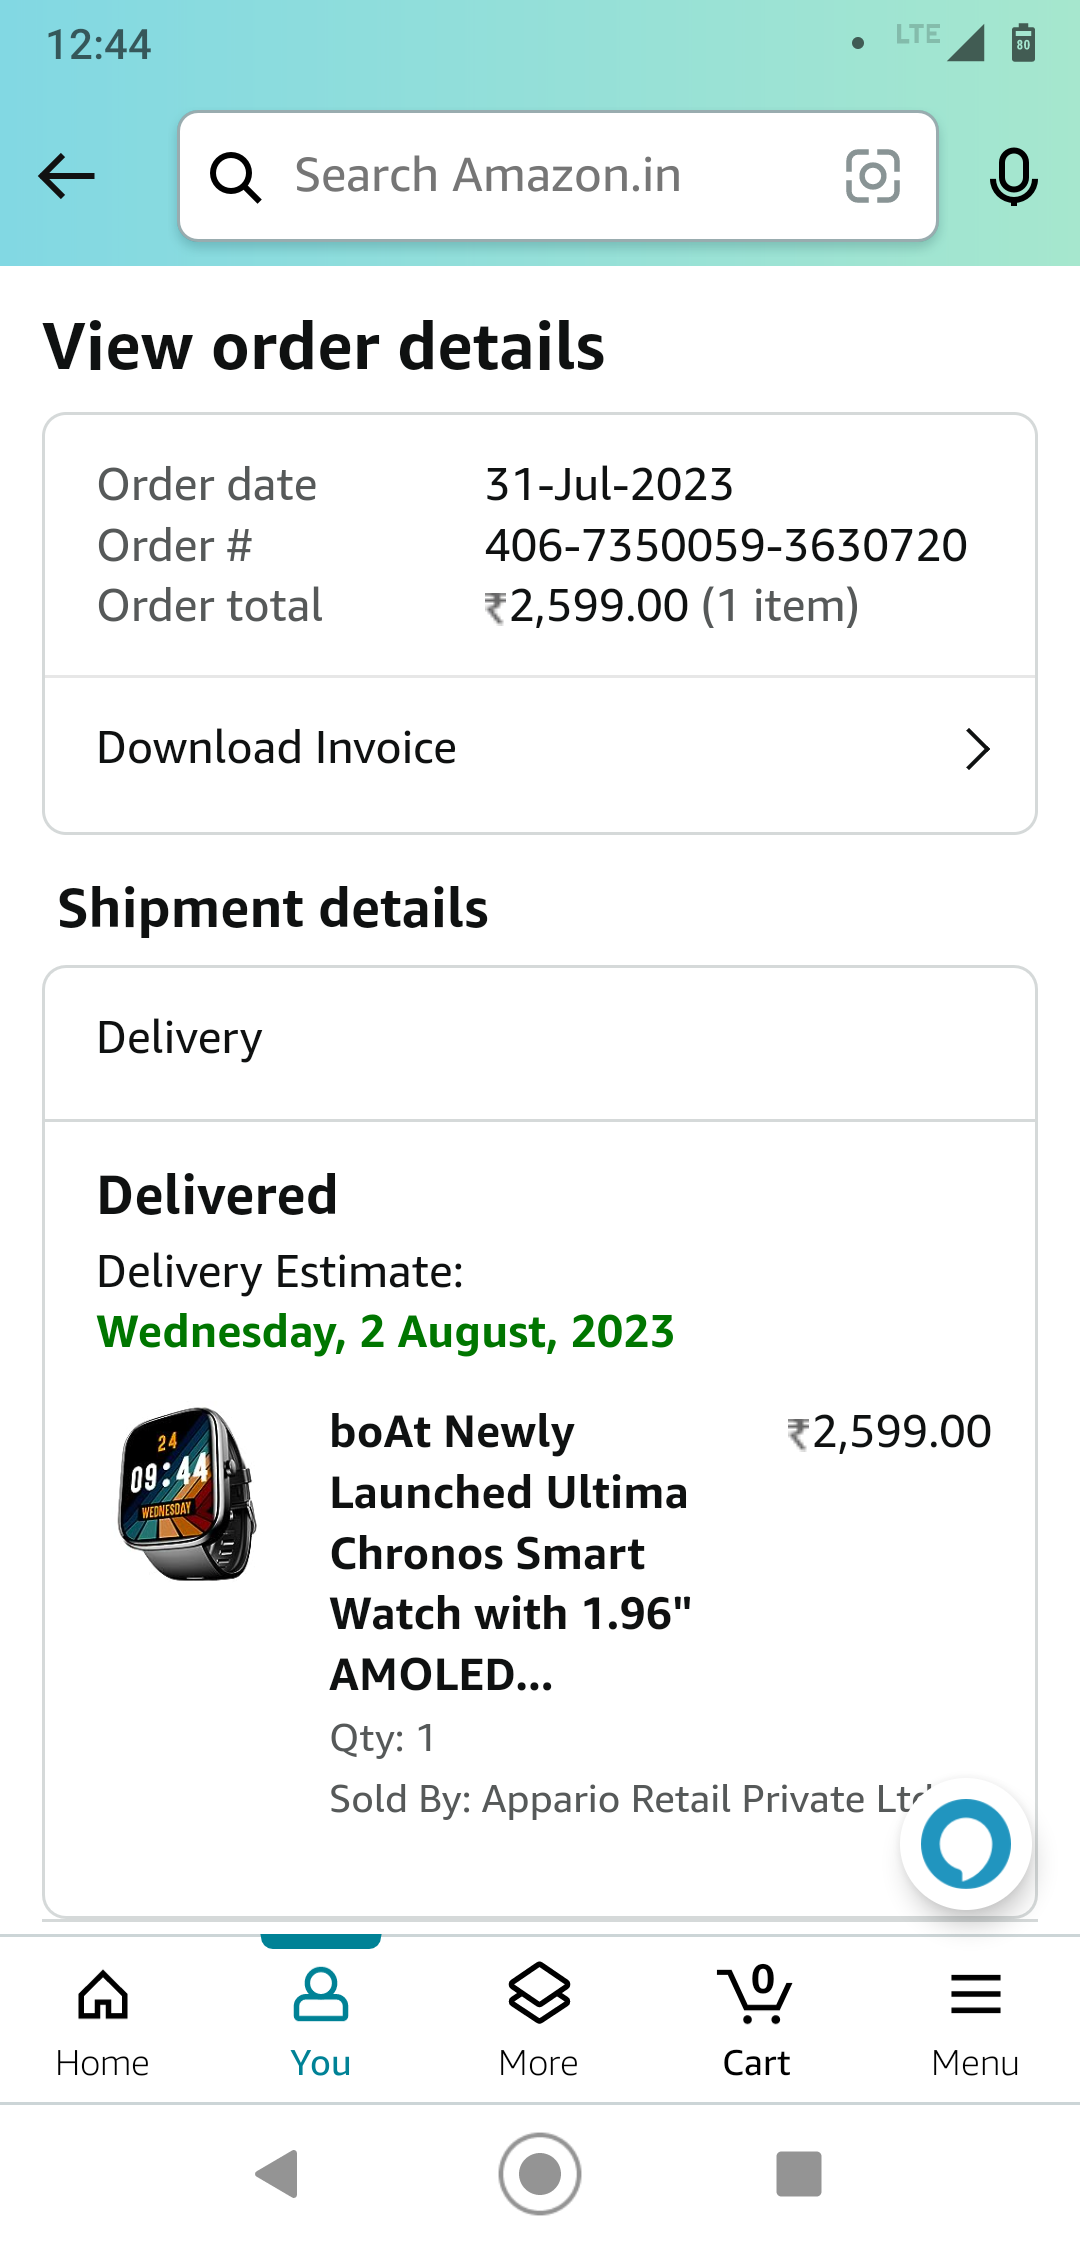 12:44
LTE
80
Search Amazon.in
View order details
Order date 31-Jul-2023
Order # 406-7350059-3630720
Order total ₹2,599.00 (1 item)
Download Invoice
Shipment details
Delivery
Delivered
Delivery Estimate:
Wednesday, 2 August, 2023
24
09:44
WEDNESDAY
boAt Newly ₹2,599.00
Launched Ultima
Chronos Smart
Watch with 1.96"
AMOLED...
Qty: 1
Sold By: Appario Retail Private Ltd
0
Home You More Cart Menu